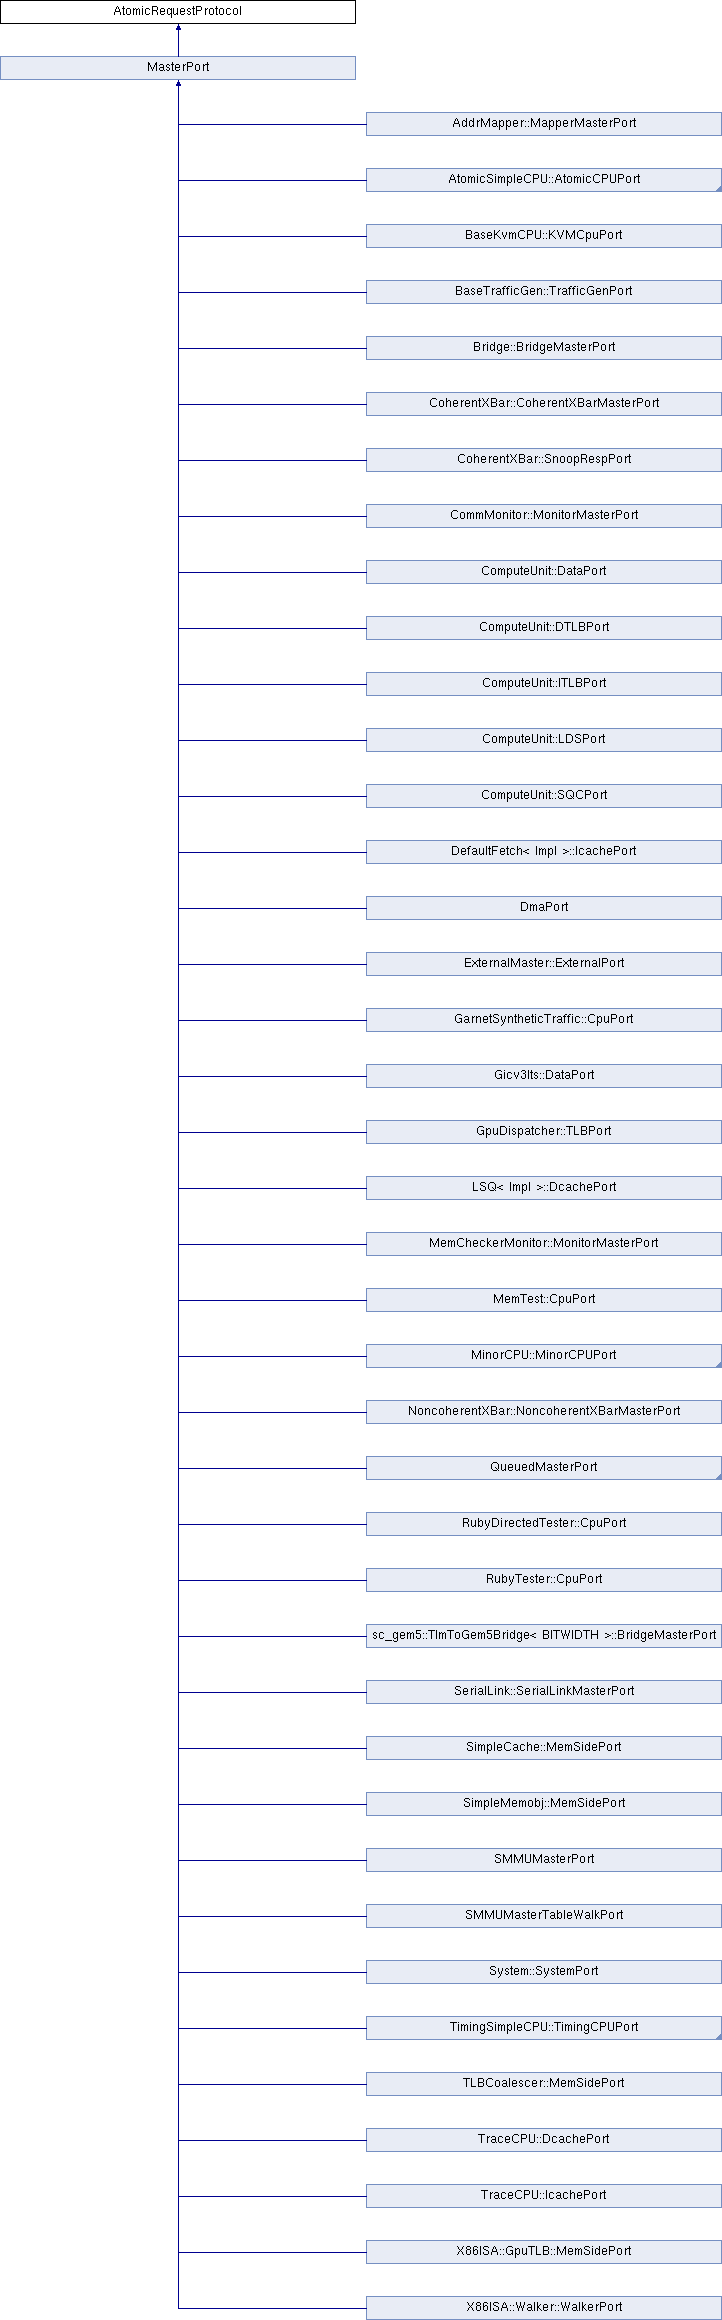 AtomicRequestProtocol
MasterPort
AddrMapper::MapperMasterPort
AtomicSimpleCPU::AtomicCPUPort
BaseKvmCPU::KVMCpuPort
BaseTrafficGen::TrafficGenPort
Bridge::BridgeMasterPort
CoherentXBar::CoherentXBarMasterPort
CoherentXBar::SnoopRespPort
CommMonitor::MonitorMasterPort
ComputeUnit::DataPort
ComputeUnit::DTLBPort
ComputeUnit::ITLBPort
ComputeUnit::LDSPort
ComputeUnit::SQCPort
DefaultFetch< Impl >::IcachePort
DmaPort
ExternalMaster::ExternalPort
GarnetSyntheticTraffic::CpuPort
Gicv3Its::DataPort
GpuDispatcher::TLBPort
LSQ< Impl >::DcachePort
MemCheckerMonitor::MonitorMasterPort
MemTest::CpuPort
MinorCPU::MinorCPUPort
NoncoherentXBar::NoncoherentXBarMasterPort
QueuedMasterPort
RubyDirectedTester::CpuPort
RubyTester::CpuPort
sc_gem5::TlmToGem5Bridge< BITWIDTH >::BridgeMasterPort
SerialLink::SerialLinkMasterPort
SimpleCache::MemSidePort
SimpleMemobj::MemSidePort
SMMUMasterPort
SMMUMasterTableWalkPort
System::SystemPort
TimingSimpleCPU::TimingCPUPort
TLBCoalescer::MemSidePort
TraceCPU::DcachePort
TraceCPU::IcachePort
X86ISA::GpuTLB::MemSidePort
X86ISA::Walker::WalkerPort